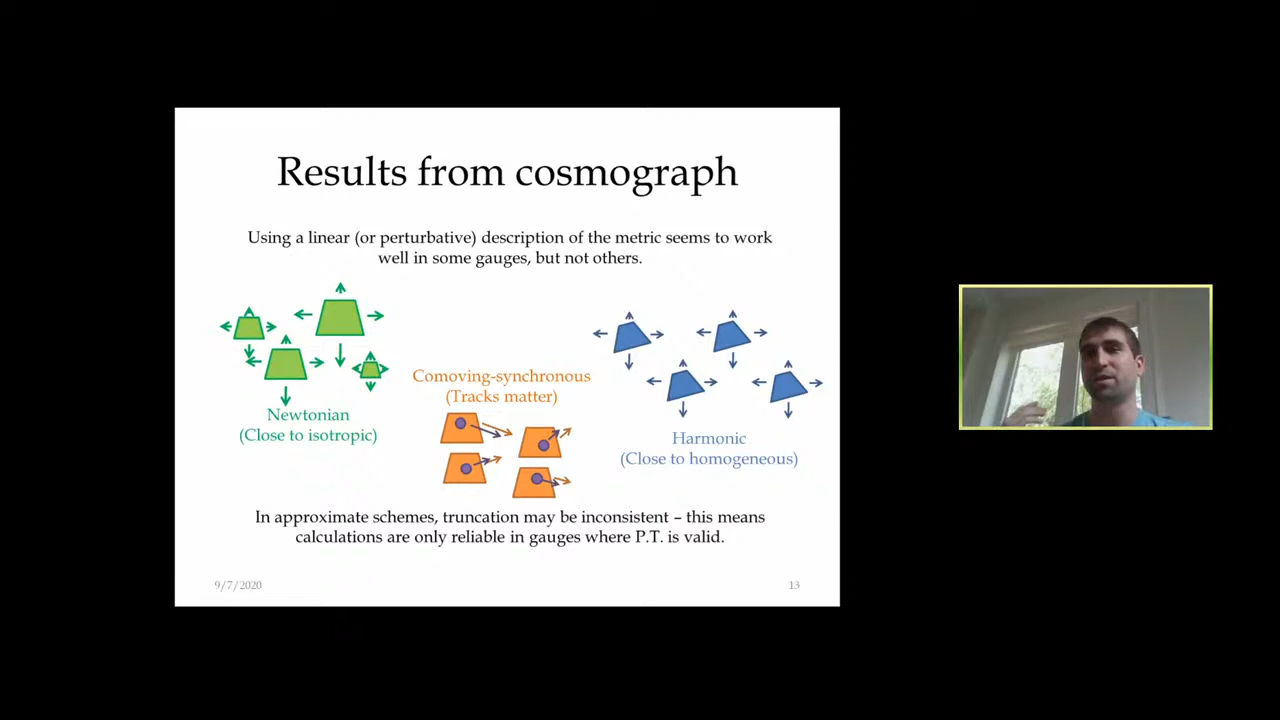 Results from cosmograph
Using a linear (or perturbative) description of the metric seems to work
well in some gauges, but not others.
Newtonian
(Close to isotropic)
Comoving-synchronous
(Tracks matter)
Harmonic
(Close to homogeneous)
In approximate schemes, truncation may be inconsistent – this means
calculations are only reliable in gauges where P.T. is valid.
9/7/2020
13